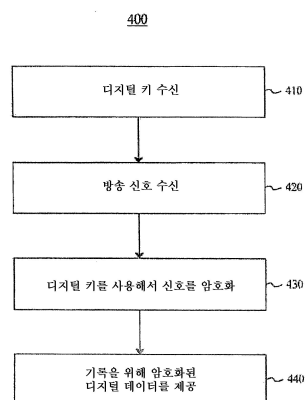 400
디지털 키 수신
410
방송 신호 수신
420
디지털 키를 사용해서 신호를 암호화
430
기록을 위해 암호화된
디지털 데이터를 제공
440